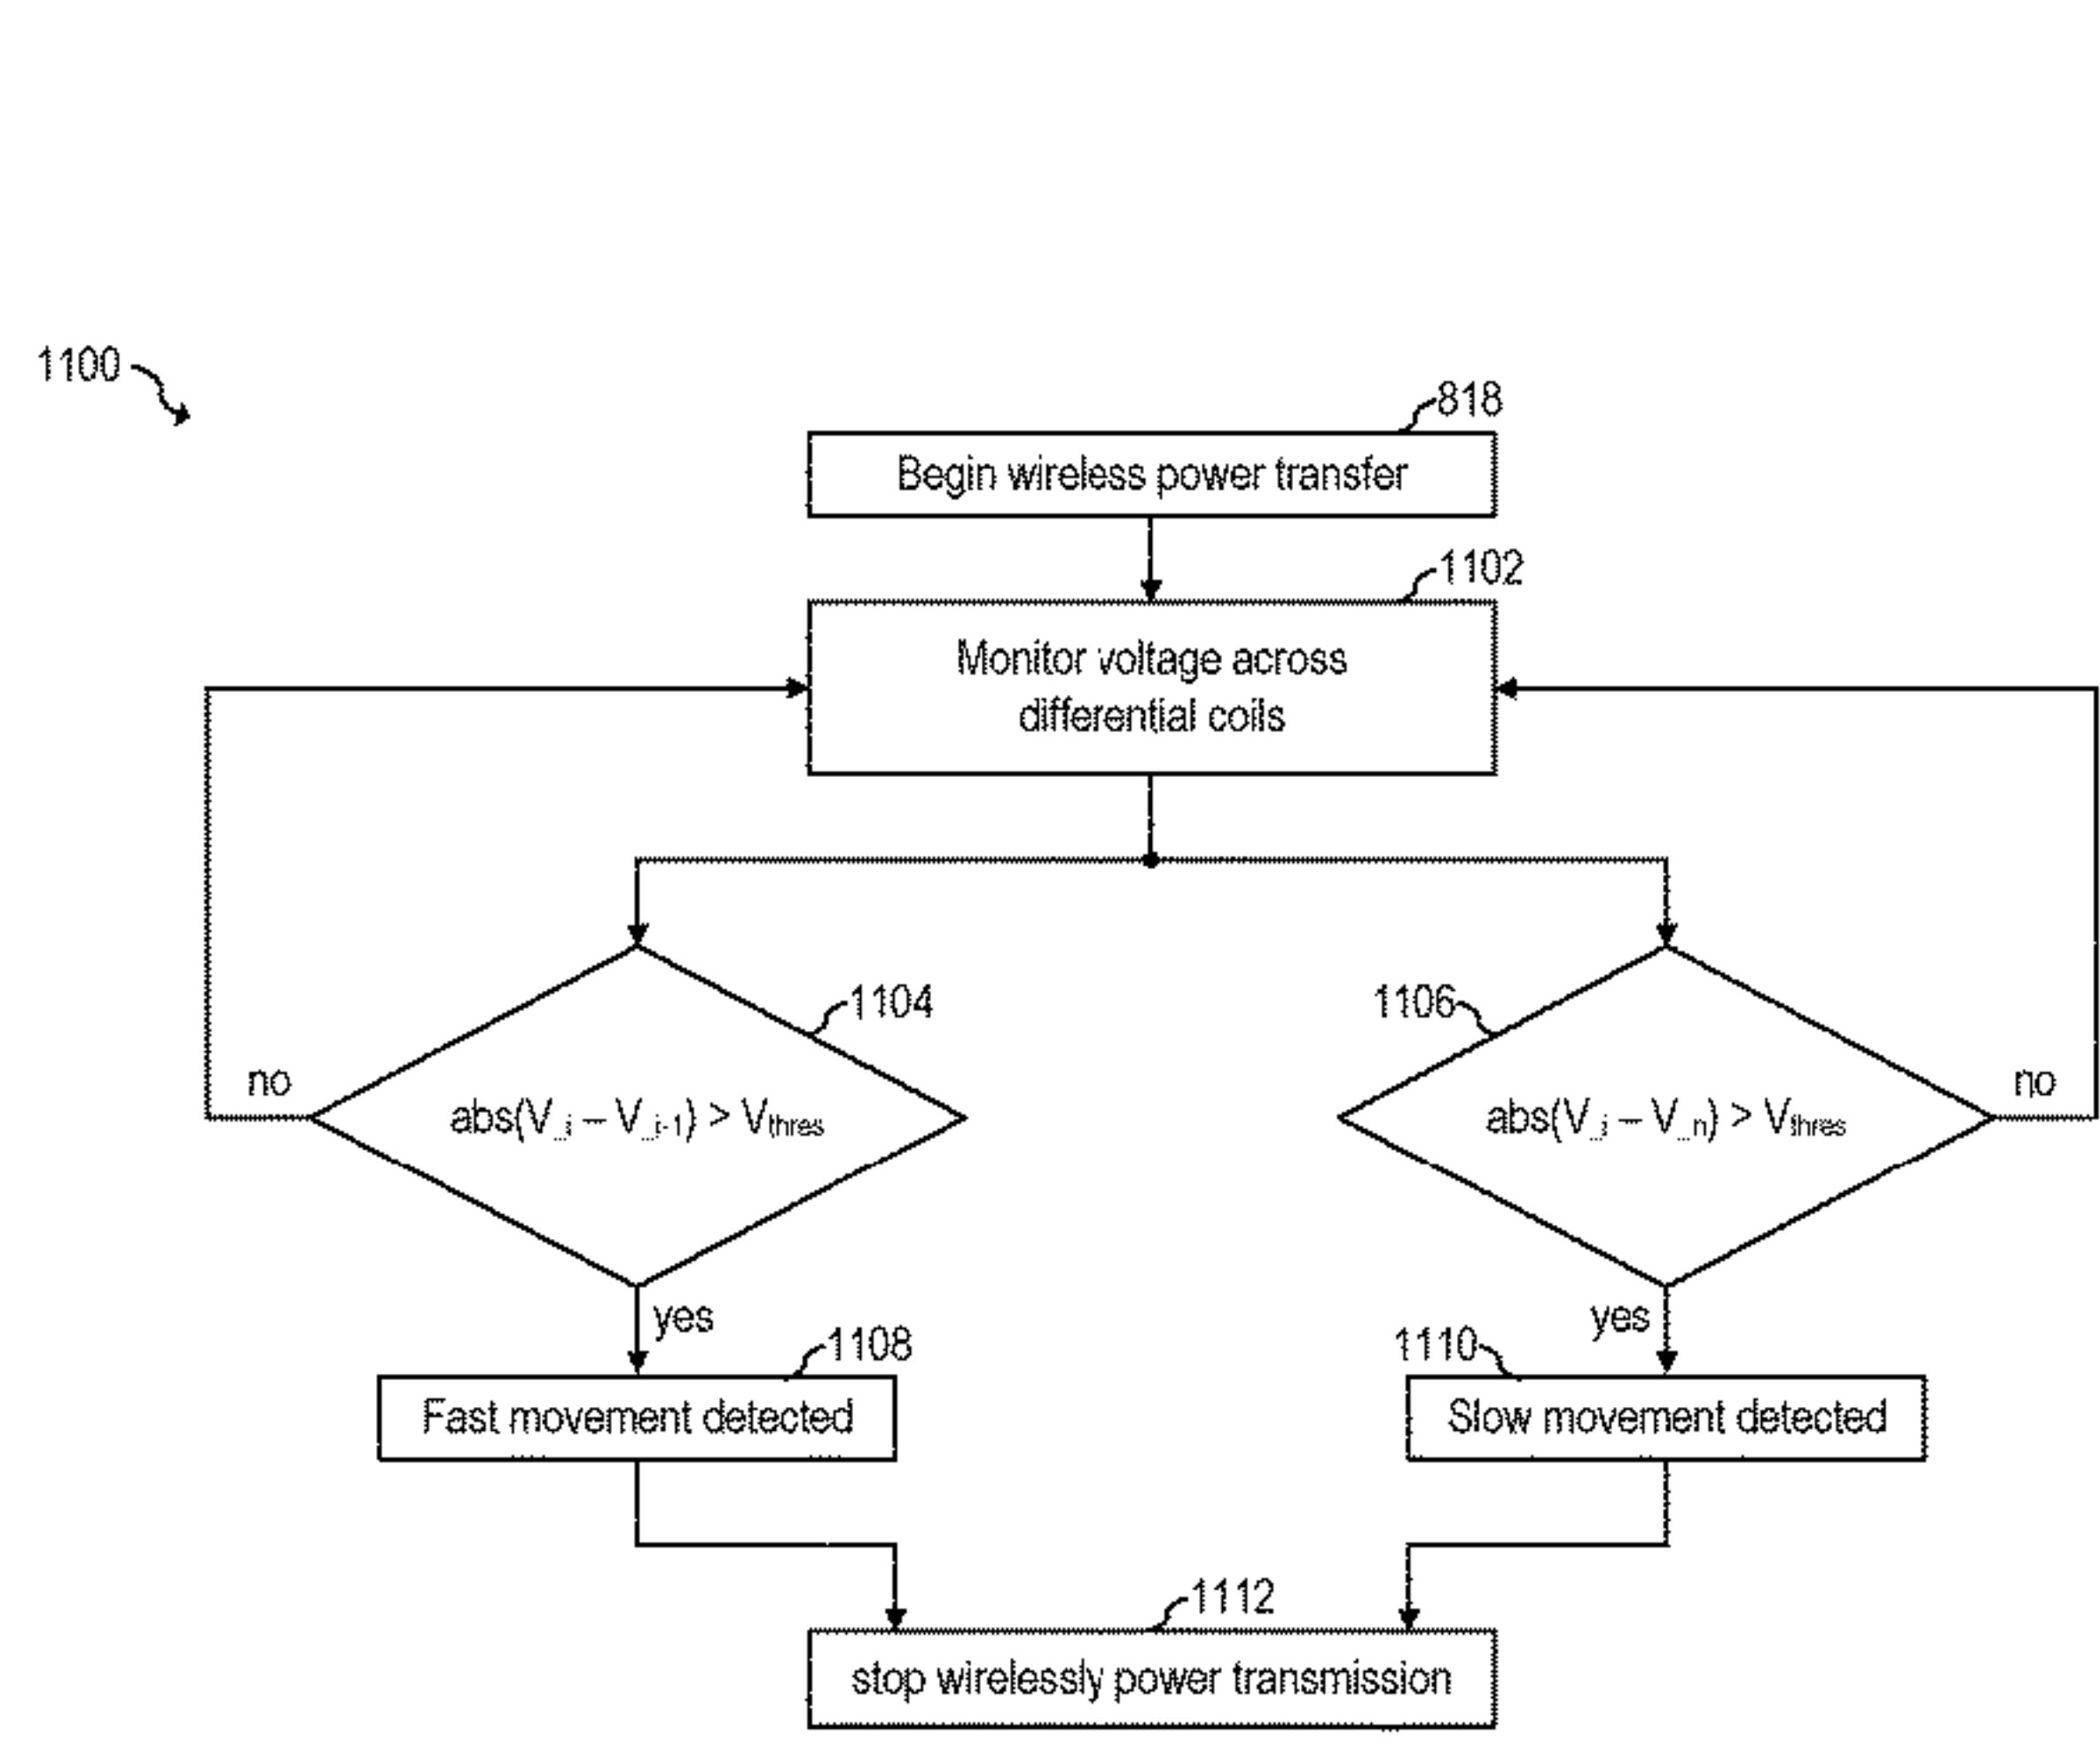 1100
818
Begin wireless power transfer
1102
Monitor voltage across
differential coils
1104
1106
no
no
abs(V_i – V_i-1) > Vthres
abs(V_i – V_n) > Vthres
yes
yes
1108
1110
Fast movement detected
Slow movement detected
1112
stop wirelessly power transmission